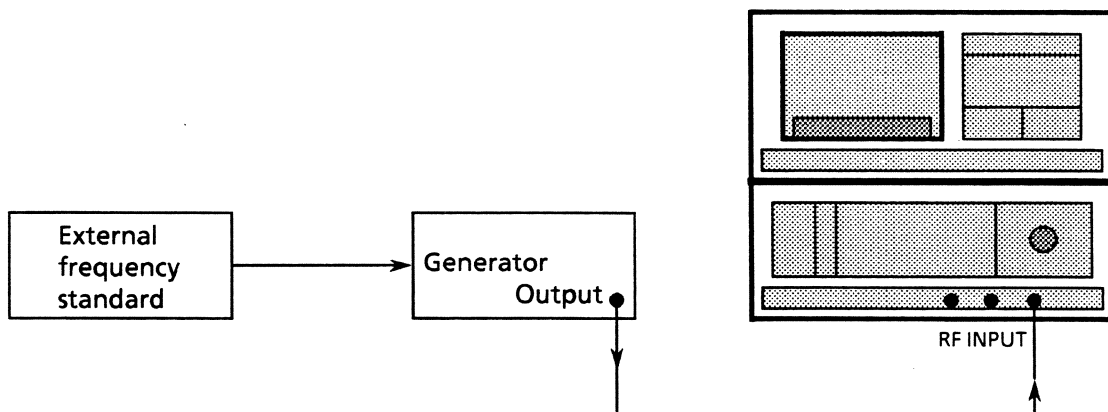 External
frequency
standard
Generator
Output
RF INPUT